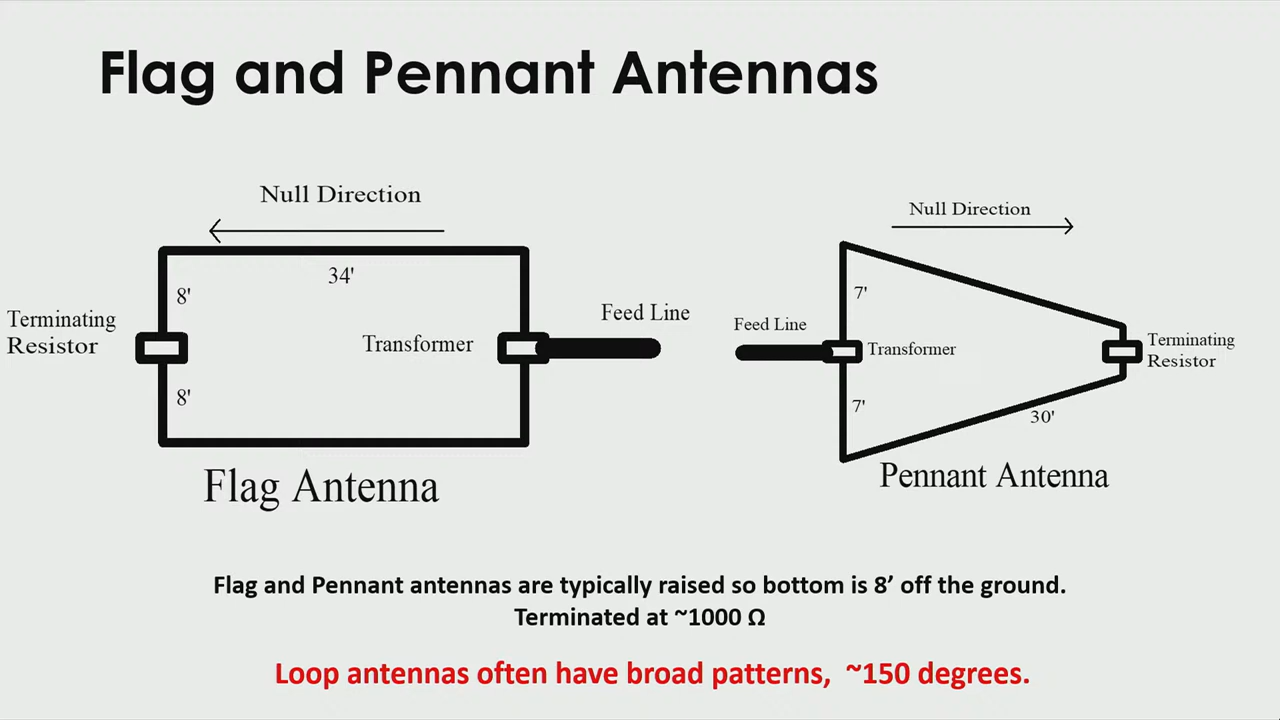 Flag and Pennant Antennas
Null Direction
34'
8'
Terminating
Resistor
Transformer
Feed Line
8'
Flag Antenna
Null Direction
7'
Feed Line
Transformer
Terminating
Resistor
7'
30'
Pennant Antenna
Flag and Pennant antennas are typically raised so bottom is 8’ off the ground.
Terminated at ~1000 Ω
Loop antennas often have broad patterns, ~150 degrees.